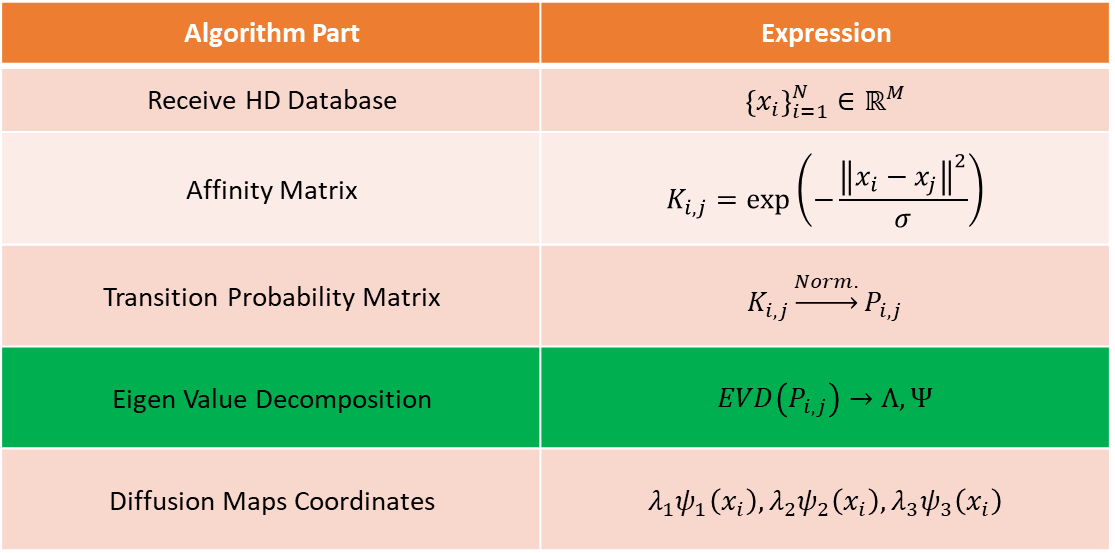 Algorithm Part Expression
Receive HD Database {x_i}_{i=1}^N ∈ ℝ^M
Affinity Matrix K_{i,j} = exp(−‖x_i − x_j‖^2 / σ)
Transition Probability Matrix K_{i,j} \xrightarrow{Norm.} P_{i,j}
Eigen Value Decomposition EVD(P_{i,j}) → Λ, Ψ
Diffusion Maps Coordinates λ_1ψ_1(x_i), λ_2ψ_2(x_i), λ_3ψ_3(x_i)